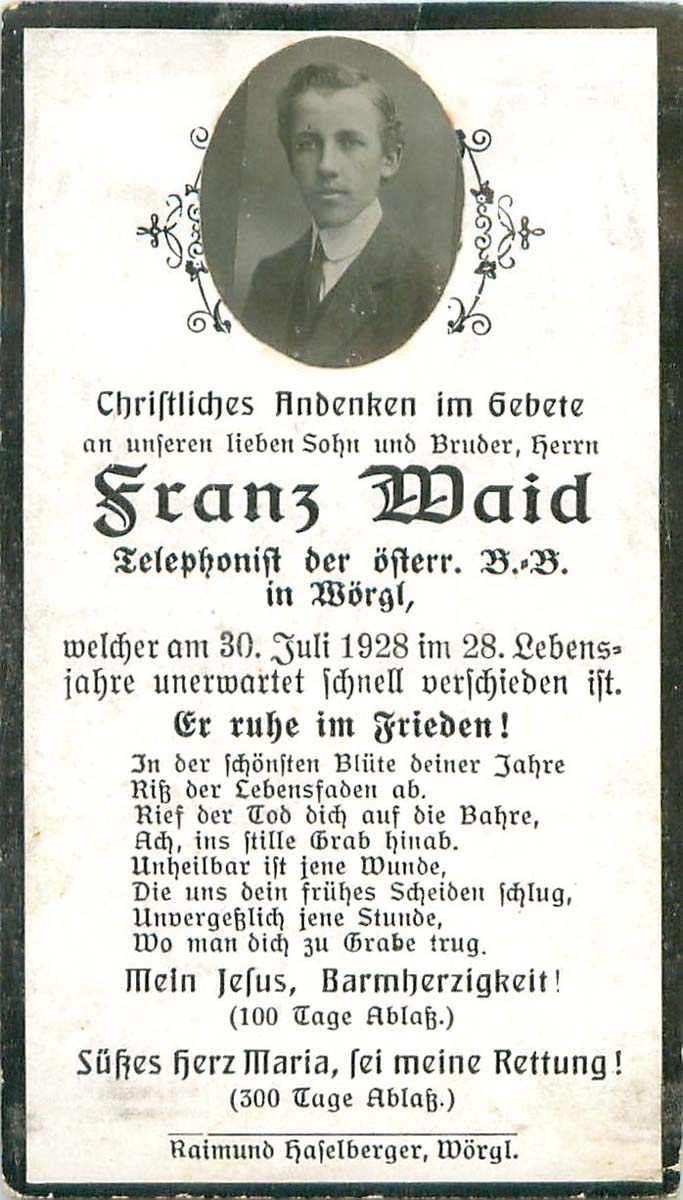 Christliches Andenken im Gebete
an unseren lieben Sohn und Bruder, Herrn
Franz Waid
Telephonist der österr. B.=B.
in Wörgl,
welcher am 30. Juli 1928 im 28. Lebens=
jahre unerwartet schnell verschieden ist.
Er ruhe im Frieden!
In der schönsten Blüte deiner Jahre
Riß der Lebensfaden ab.
Rief der Tod dich auf die Bahre,
Ach, ins stille Grab hinab.
Unheilbar ist jene Wunde,
Die uns dein frühes Scheiden schlug,
Unvergeßlich jene Stunde,
Wo man dich zu Grabe trug.
Mein Jesus, Barmherzigkeit!
(100 Tage Ablaß.)
Süßes Herz Maria, sei meine Rettung!
(300 Tage Ablaß.)
Raimund Haselberger, Wörgl.